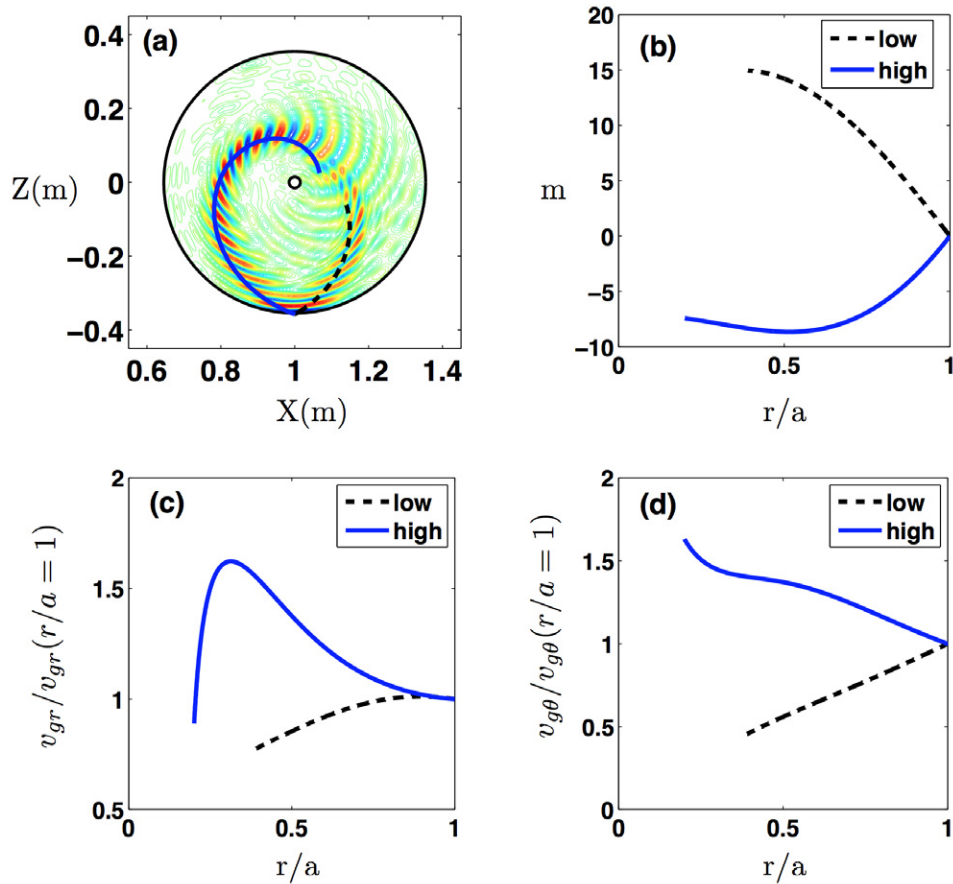 (a)
0.4
0.2
0
−0.2
−0.4
Z(m)
0.6 0.8 1 1.2 1.4
X(m)
(b)
low
high
20
15
10
5
0
−5
−10
m
0 0.5 1
r/a
(c)
low
high
2
1.5
1
0.5
v_{gr}/v_{gr}(r/a = 1)
0 0.5 1
r/a
(d)
low
high
2
1.5
1
0.5
0
v_{gθ}/v_{gθ}(r/a = 1)
0 0.5 1
r/a